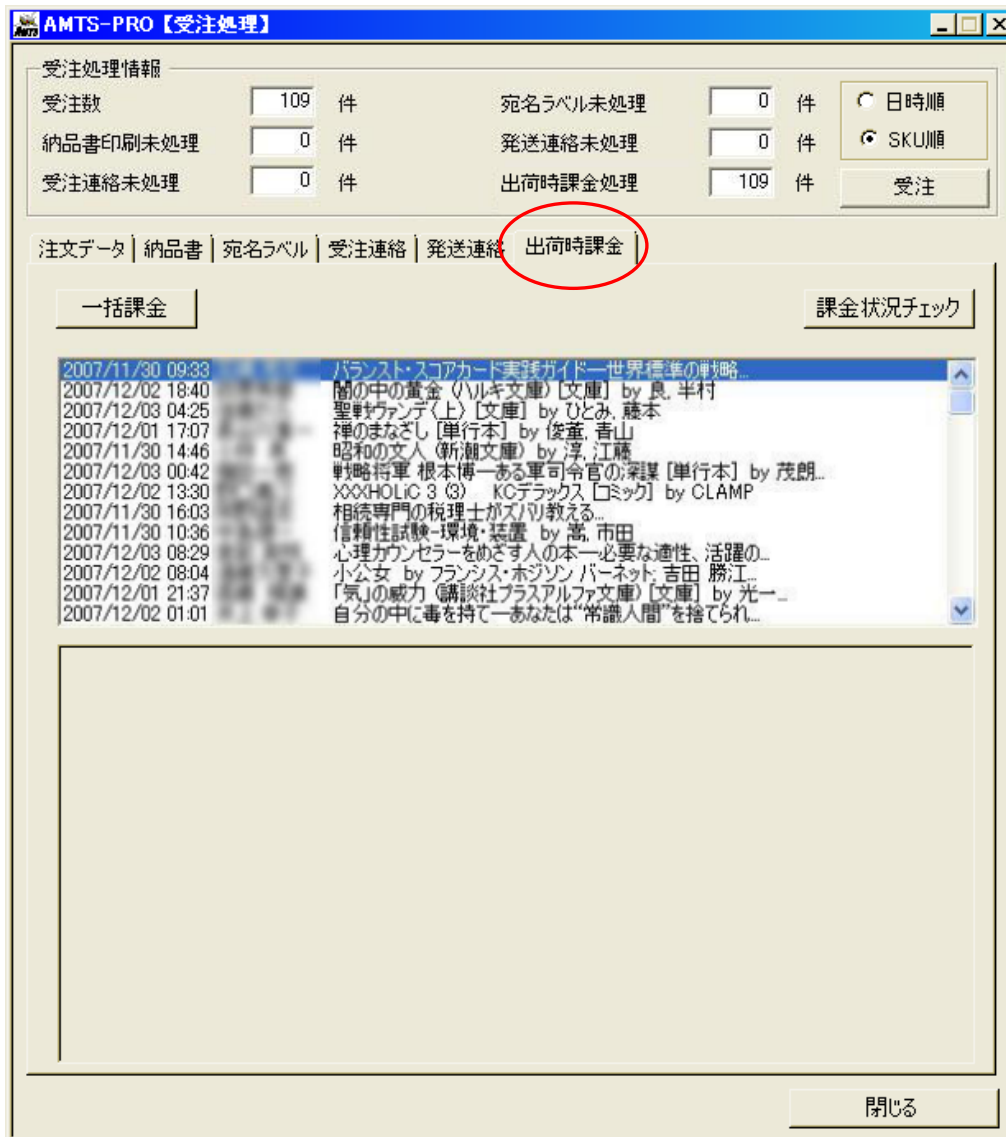 AMTS-PRO【受注処理】
受注処理情報
受注数 109 件 宛名ラベル未処理 0 件 日時順
納品書印刷未処理 0 件 発送連絡未処理 0 件 SKU順
受注連絡未処理 0 件 出荷時課金処理 109 件 受注
注文データ 納品書 宛名ラベル 受注連絡 発送連絡 出荷時課金
一括課金 課金状況チェック
2007/11/30 09:33 バランスト・スコアカード実践ガイド―世界標準の戦略...
2007/12/02 18:40 闇の中の黄金 (ハルキ文庫) [文庫] by 良, 半村
2007/12/03 04:25 聖戦ヴァンデ〈上〉 [文庫] by ひとみ, 藤本
2007/12/01 17:07 禅のまなざし [単行本] by 俊董, 青山
2007/11/30 14:46 昭和の文人 (新潮文庫) by 淳, 江藤
2007/12/03 00:42 戦略将軍 根本博―ある軍司令官の深謀 [単行本] by 茂朗...
2007/12/02 13:30 XXXHOLiC 3 (3) KCデラックス [コミック] by CLAMP
2007/11/30 16:03 相続専門の税理士がズバリ教える...
2007/11/30 10:36 信頼性試験-環境・装置 by 嵩, 市田
2007/12/03 08:29 心理カウンセラーをめざす人の本―必要な適性、活躍の...
2007/12/02 08:04 小公女 by フランシス・ホジソン バーネット; 吉田 勝江...
2007/12/01 21:37 「気」の威力 (講談社プラスアルファ文庫) [文庫] by 光一...
2007/12/02 01:01 自分の中に毒を持て―あなたは“常識人間”を捨てられ...
閉じる